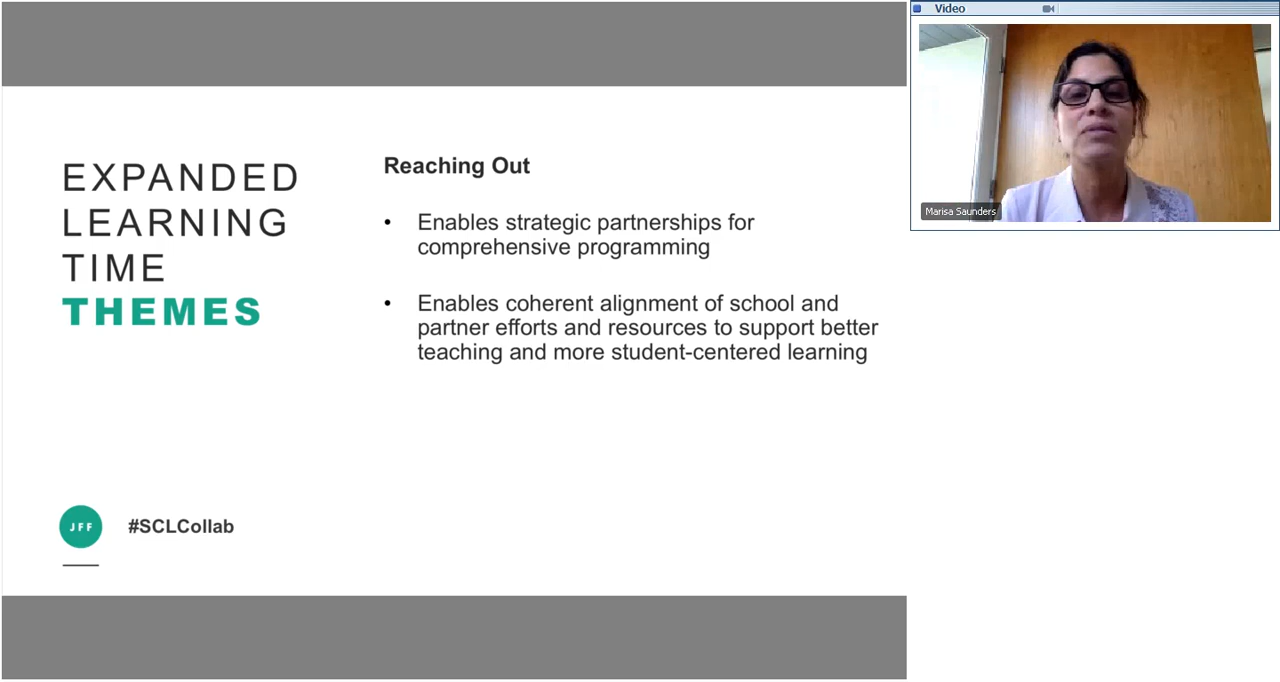 EXPANDED
LEARNING
TIME
THEMES
Reaching Out
• Enables strategic partnerships for
comprehensive programming
• Enables coherent alignment of school and
partner efforts and resources to support better
teaching and more student-centered learning
JFF
#SCLCollab
Video
Marisa Saunders